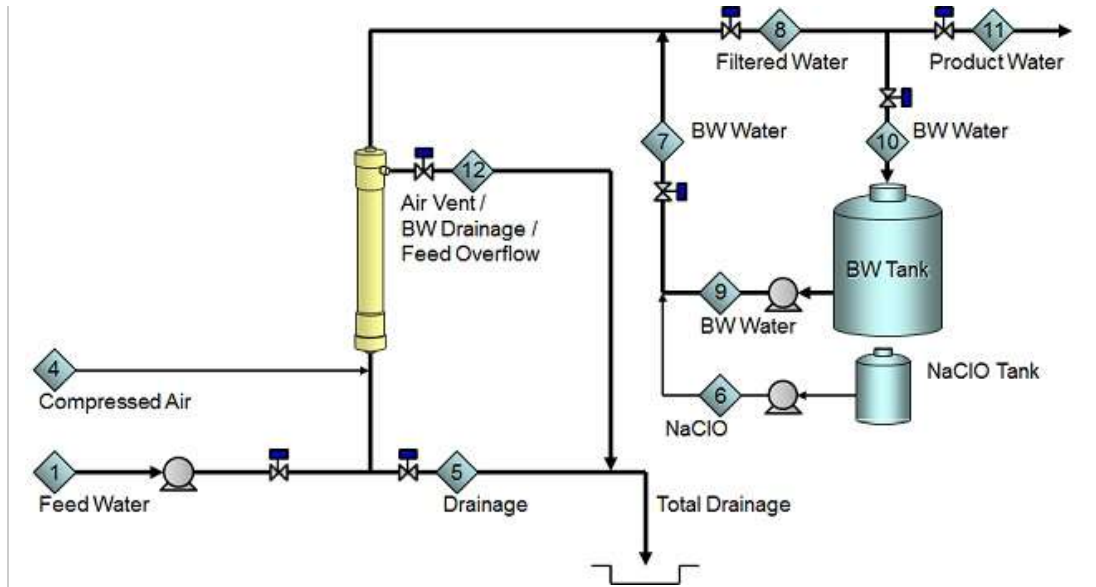 8
Filtered Water
11
Product Water
7
BW Water
10
BW Water
12
Air Vent /
BW Drainage /
Feed Overflow
BW Tank
9
BW Water
4
Compressed Air
NaClO Tank
6
NaClO
1
Feed Water
5
Drainage
Total Drainage